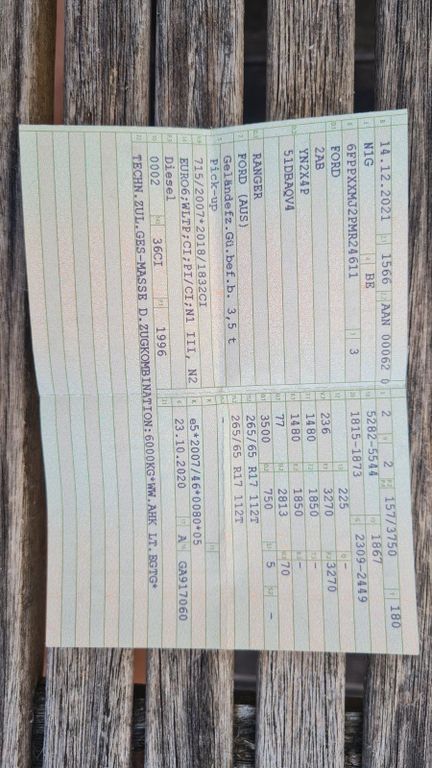 14.12.2021 1566 AAN 00062 0
N1G BE
6FPPXXMJ2PMR24611 3
FORD
2AB
YN2X4P
51DBAQV4
RANGER
FORD (AUS)
Geländefz.Gü.bef.b. 3,5 t
Pick-up
715/2007*2018/1832CI
EURO6;WLTP;CI;PI/CI;N1 III, N2
Diesel
0002 36CI 1996
TECHN.ZUL.GES-MASSE D.ZUGKOMBINATION:6000KG*WW.AHK LT.EGTG*
2 2 157/3750 180
5282-5544 1867
1815-1873 2309-2449
- 225 -
236 3270 3270
1480 1850 -
1480 1850 -
77 2813 70
3500 750 5 -
265/65 R17 112T
265/65 R17 112T
-
-
e5*2007/46*0080*05
23.10.2020 A GA917060